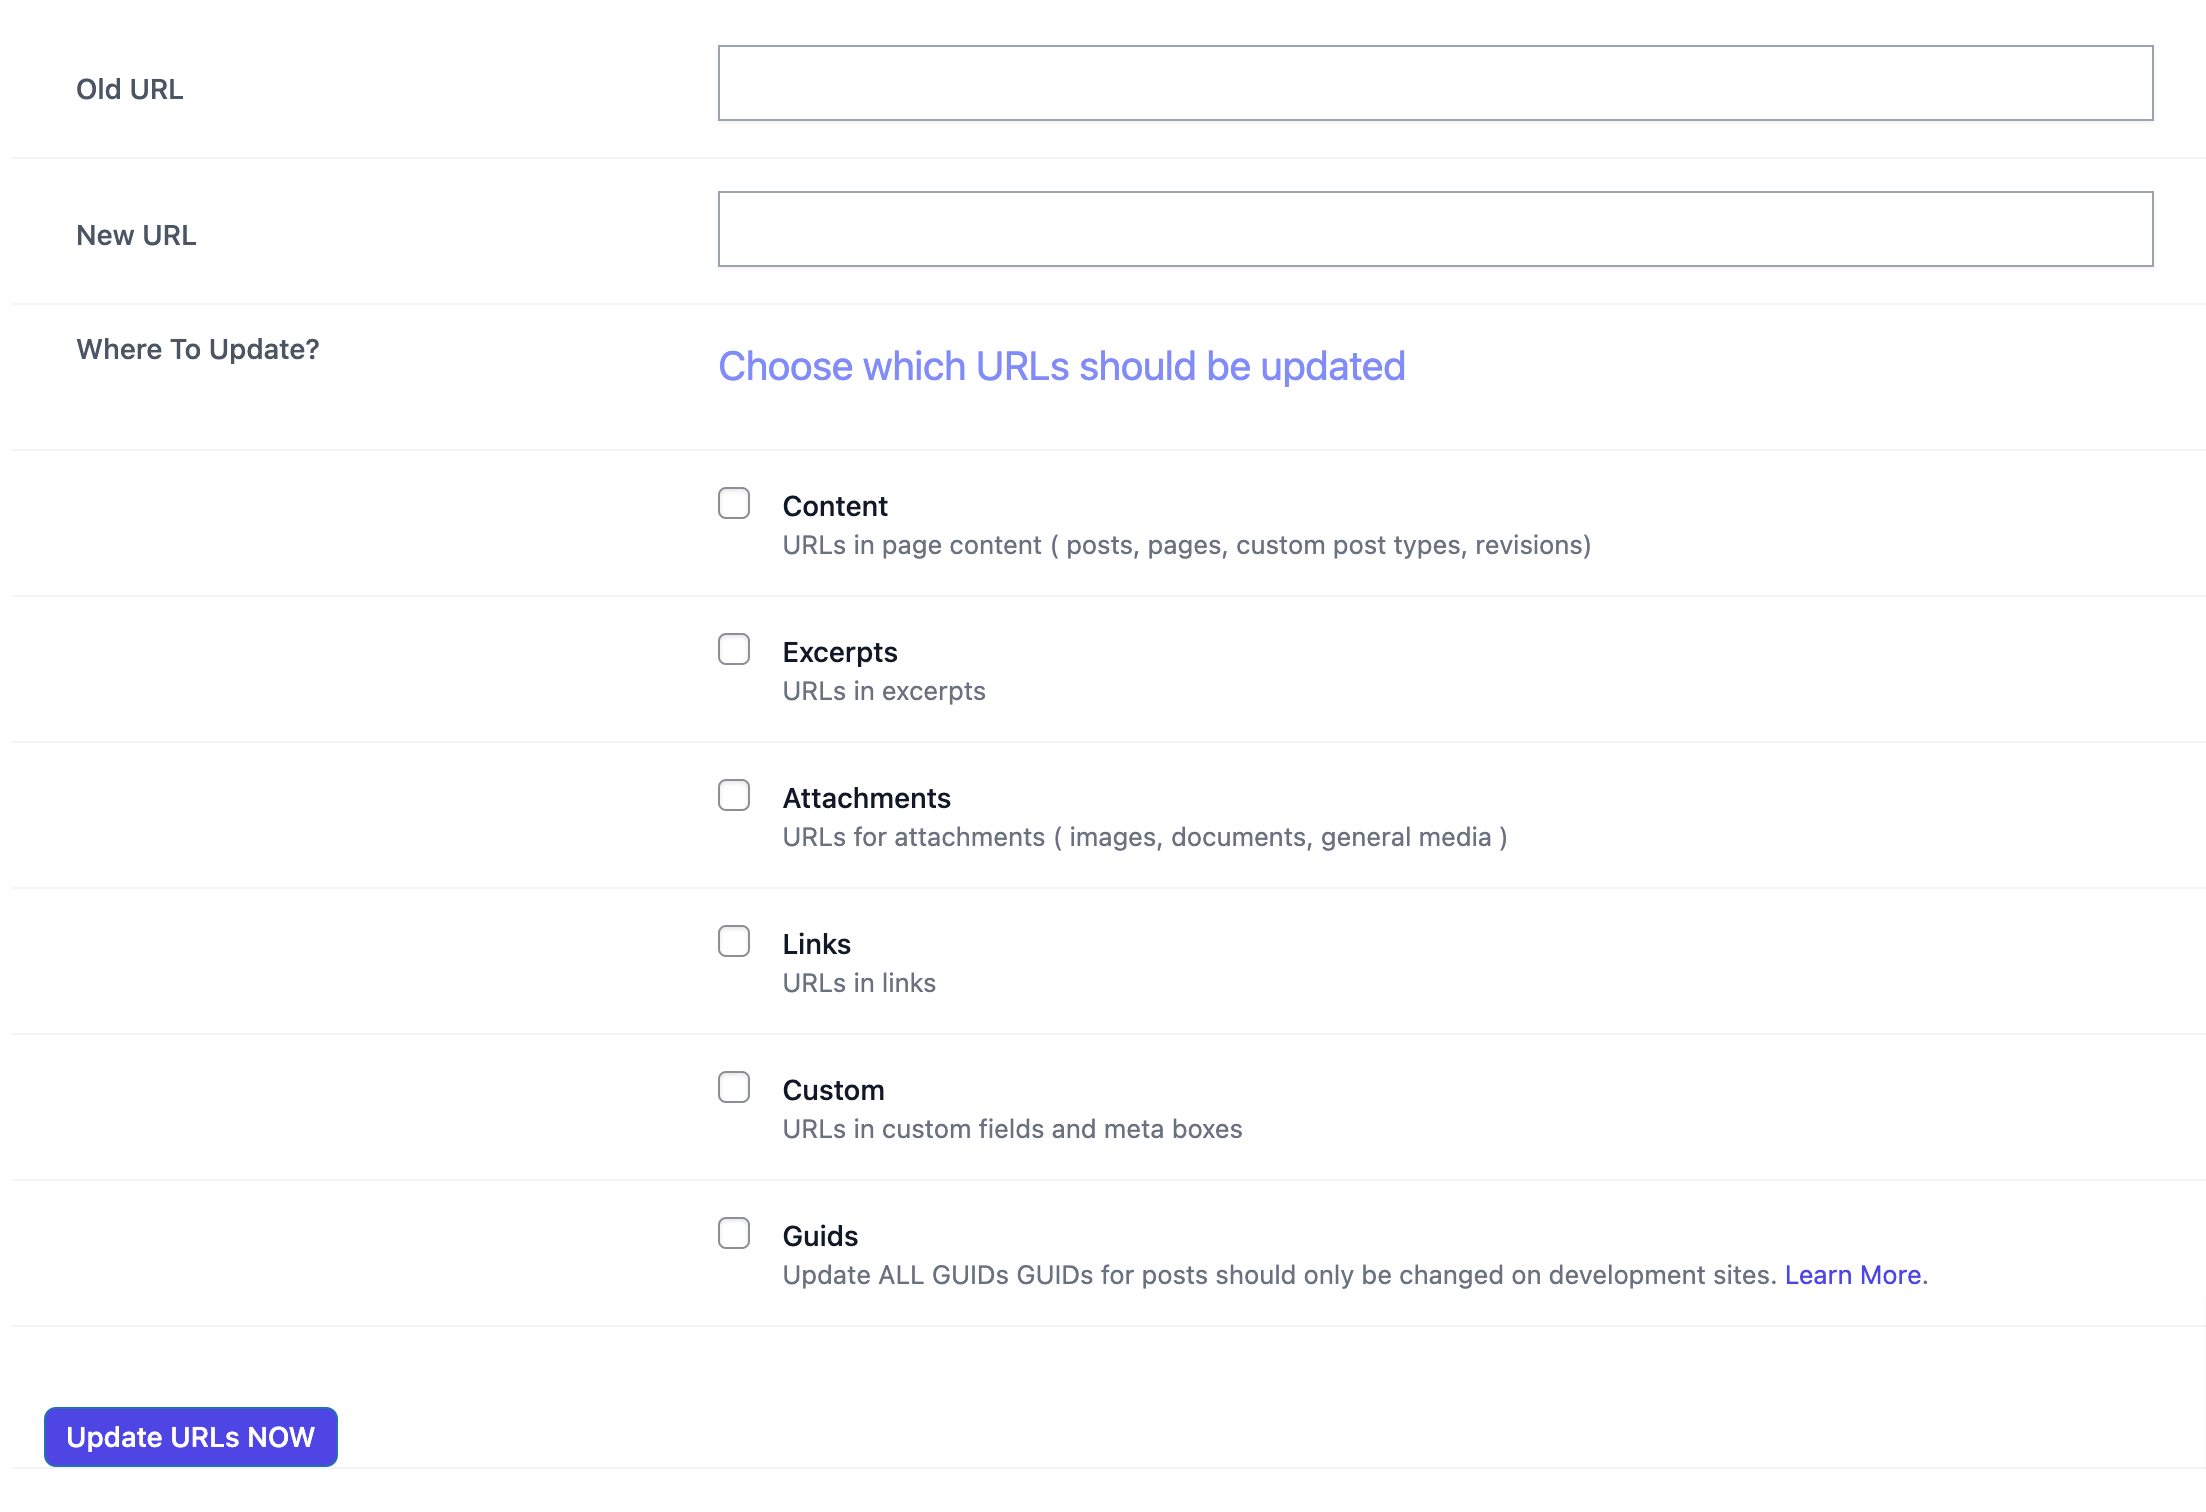 Old URL
New URL
Where To Update?
Choose which URLs should be updated
Content
URLs in page content ( posts, pages, custom post types, revisions)
Excerpts
URLs in excerpts
Attachments
URLs for attachments ( images, documents, general media )
Links
URLs in links
Custom
URLs in custom fields and meta boxes
Guids
Update ALL GUIDs GUIDs for posts should only be changed on development sites. Learn More.
Update URLs NOW